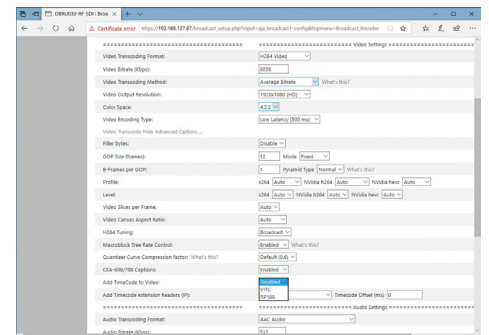 DBRU030-RF-SDI : Broa
Certificate error https://192.168.137.67/broadcast_setup.php?input=aja_broadcast1-config&topmenu=Broadcast_Encoder
Video Settings
Video Transcoding Format: H264 Video
Video Bitrate (Kbps): 3036
Video Transcoding Method: Average Bitrate What's this?
Video Output Resolution: 1920x1080 (HD)
Color Space: 4:2:2
Video Encoding Type: Low Latency (800 ms)
Video Transcode Hide Advanced Options ...
Filler bytes: Disable
GOP Size (frames): 12 Mode Fixed
B-Frames per GOP: 1 Pyramid Type Normal What's this?
Profile: x264 Auto NVidia h264 Auto NVidia hevc Auto
Level: x264 Auto NVidia h264 Auto NVidia hevc Auto
Video Slices per Frame: Auto
Video Canvas Aspect Ratio: Auto
H264 Tuning: Broadcast
Macroblock Tree Rate Control: Enabled What's this?
Quantizer Curve Compression factor: What's this? Default (0.6)
CEA-608/708 Captions: Enabled
Add TimeCode to Video: Disabled
VITC
RP188
Add Timecode extension headers (IP): Timecode Offset (ms) 0
Audio Settings
Audio Transcoding Format: AAC Audio
Audio Bitrate (Kbps):